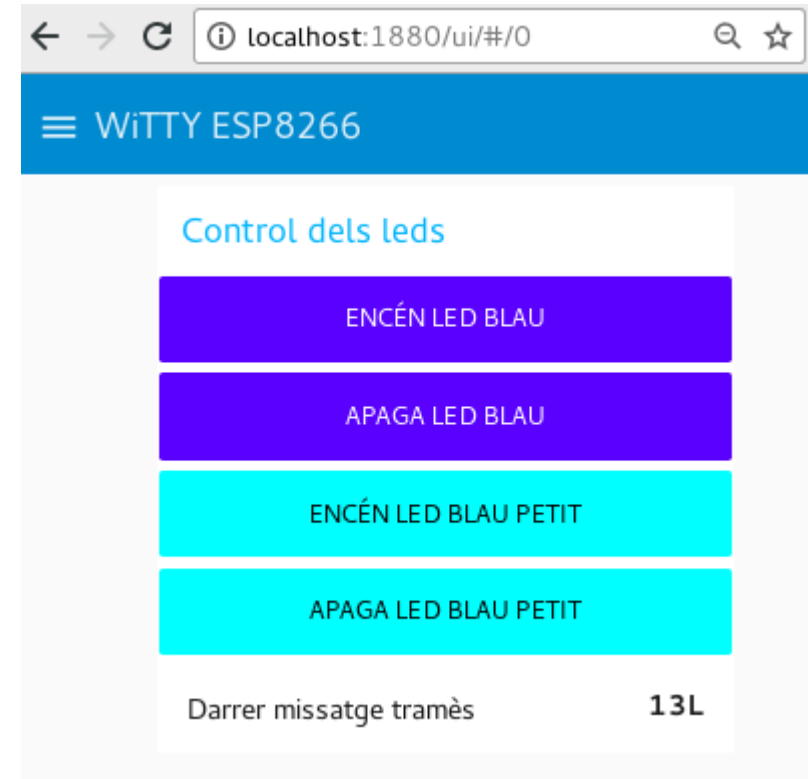 localhost:1880/ui/#/0
WiTTY ESP8266
Control dels leds
ENCÉN LED BLAU
APAGA LED BLAU
ENCÉN LED BLAU PETIT
APAGA LED BLAU PETIT
Darrer missatge tramès 13L